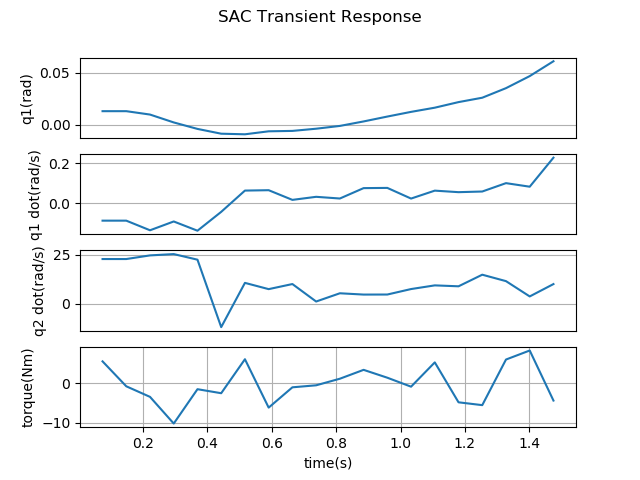 SAC Transient Response
q1(rad)
0.05
0.00
q1 dot(rad/s)
0.2
0.0
q2 dot(rad/s)
25
0
torque(Nm)
0
−10
0.2 0.4 0.6 0.8 1.0 1.2 1.4
time(s)